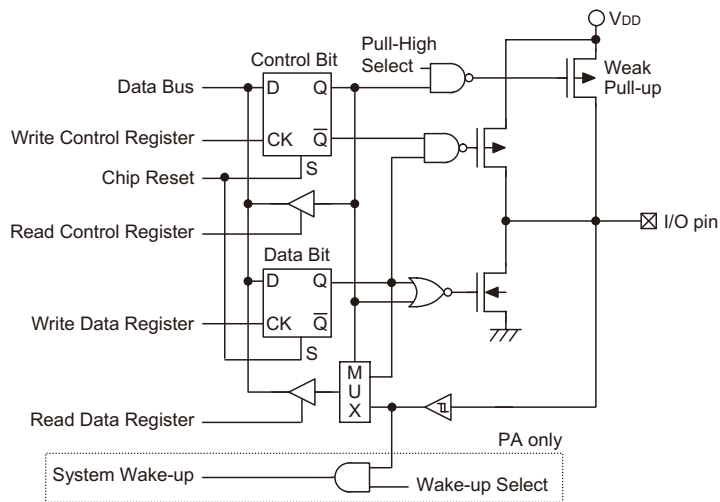 VDD
Control Bit
Pull-High
Select
Weak
Pull-up
Data Bus
D
Q
Write Control Register
CK
Q
S
Chip Reset
I/O pin
Read Control Register
Data Bit
D
Q
Write Data Register
CK
Q
S
M
U
X
Read Data Register
PA only
System Wake-up
Wake-up Select